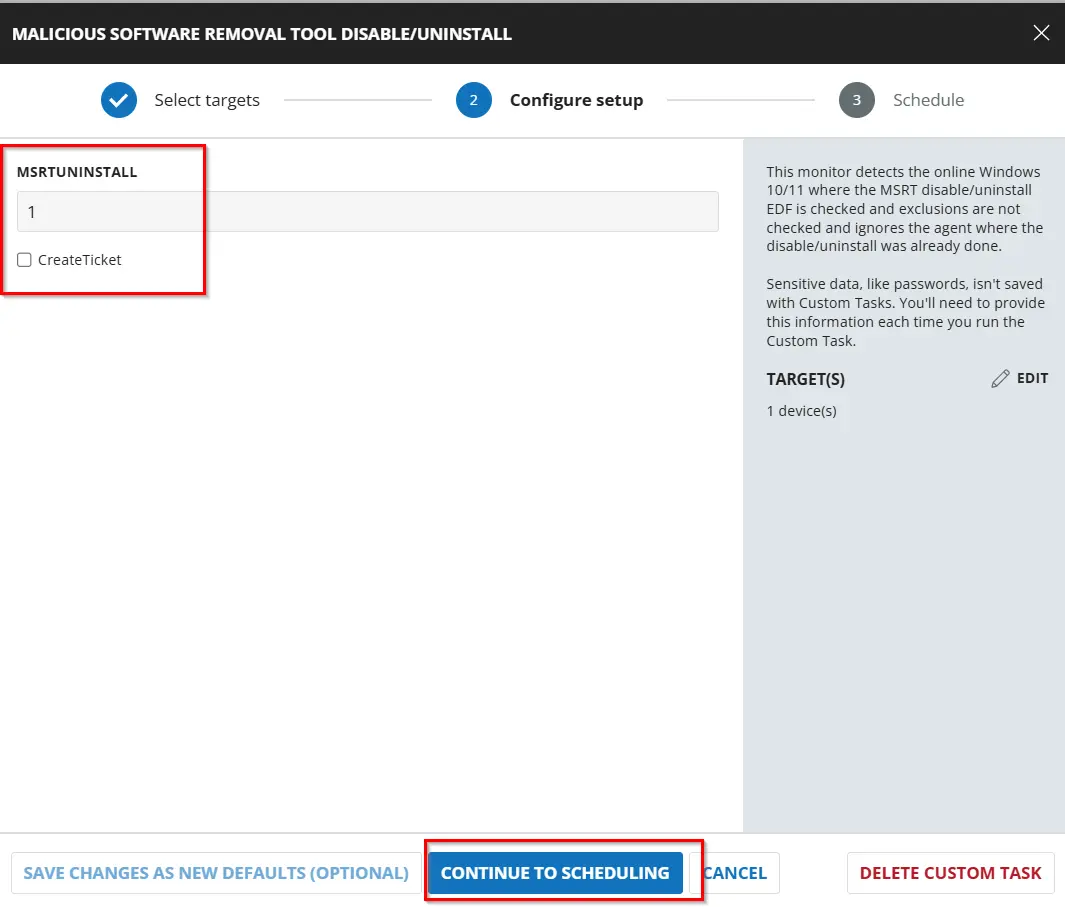 MALICIOUS SOFTWARE REMOVAL TOOL DISABLE/UNINSTALL
Select targets
2
Configure setup
3
Schedule
MSRTUNINSTALL
1
CreateTicket
This monitor detects the online Windows
10/11 where the MSRT disable/uninstall
EDF is checked and exclusions are not
checked and ignores the agent where the
disable/uninstall was already done.
Sensitive data, like passwords, isn't saved
with Custom Tasks. You'll need to provide
this information each time you run the
Custom Task.
TARGET(S)
EDIT
1 device(s)
SAVE CHANGES AS NEW DEFAULTS (OPTIONAL)
CONTINUE TO SCHEDULING
CANCEL
DELETE CUSTOM TASK